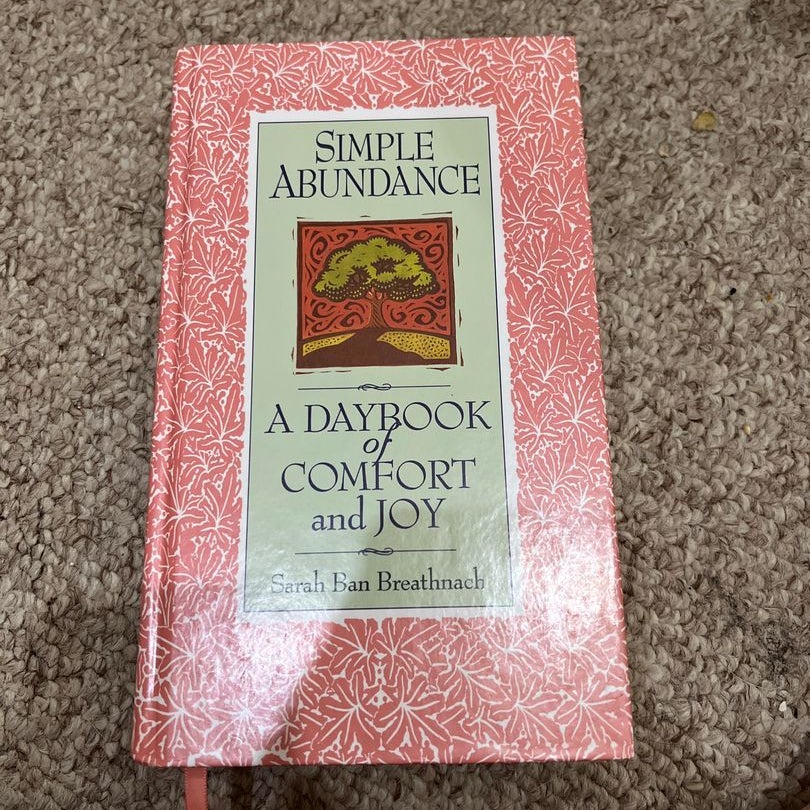 SIMPLE
ABUNDANCE
A DAYBOOK
of
COMFORT
and JOY
Sarah Ban Breathnach